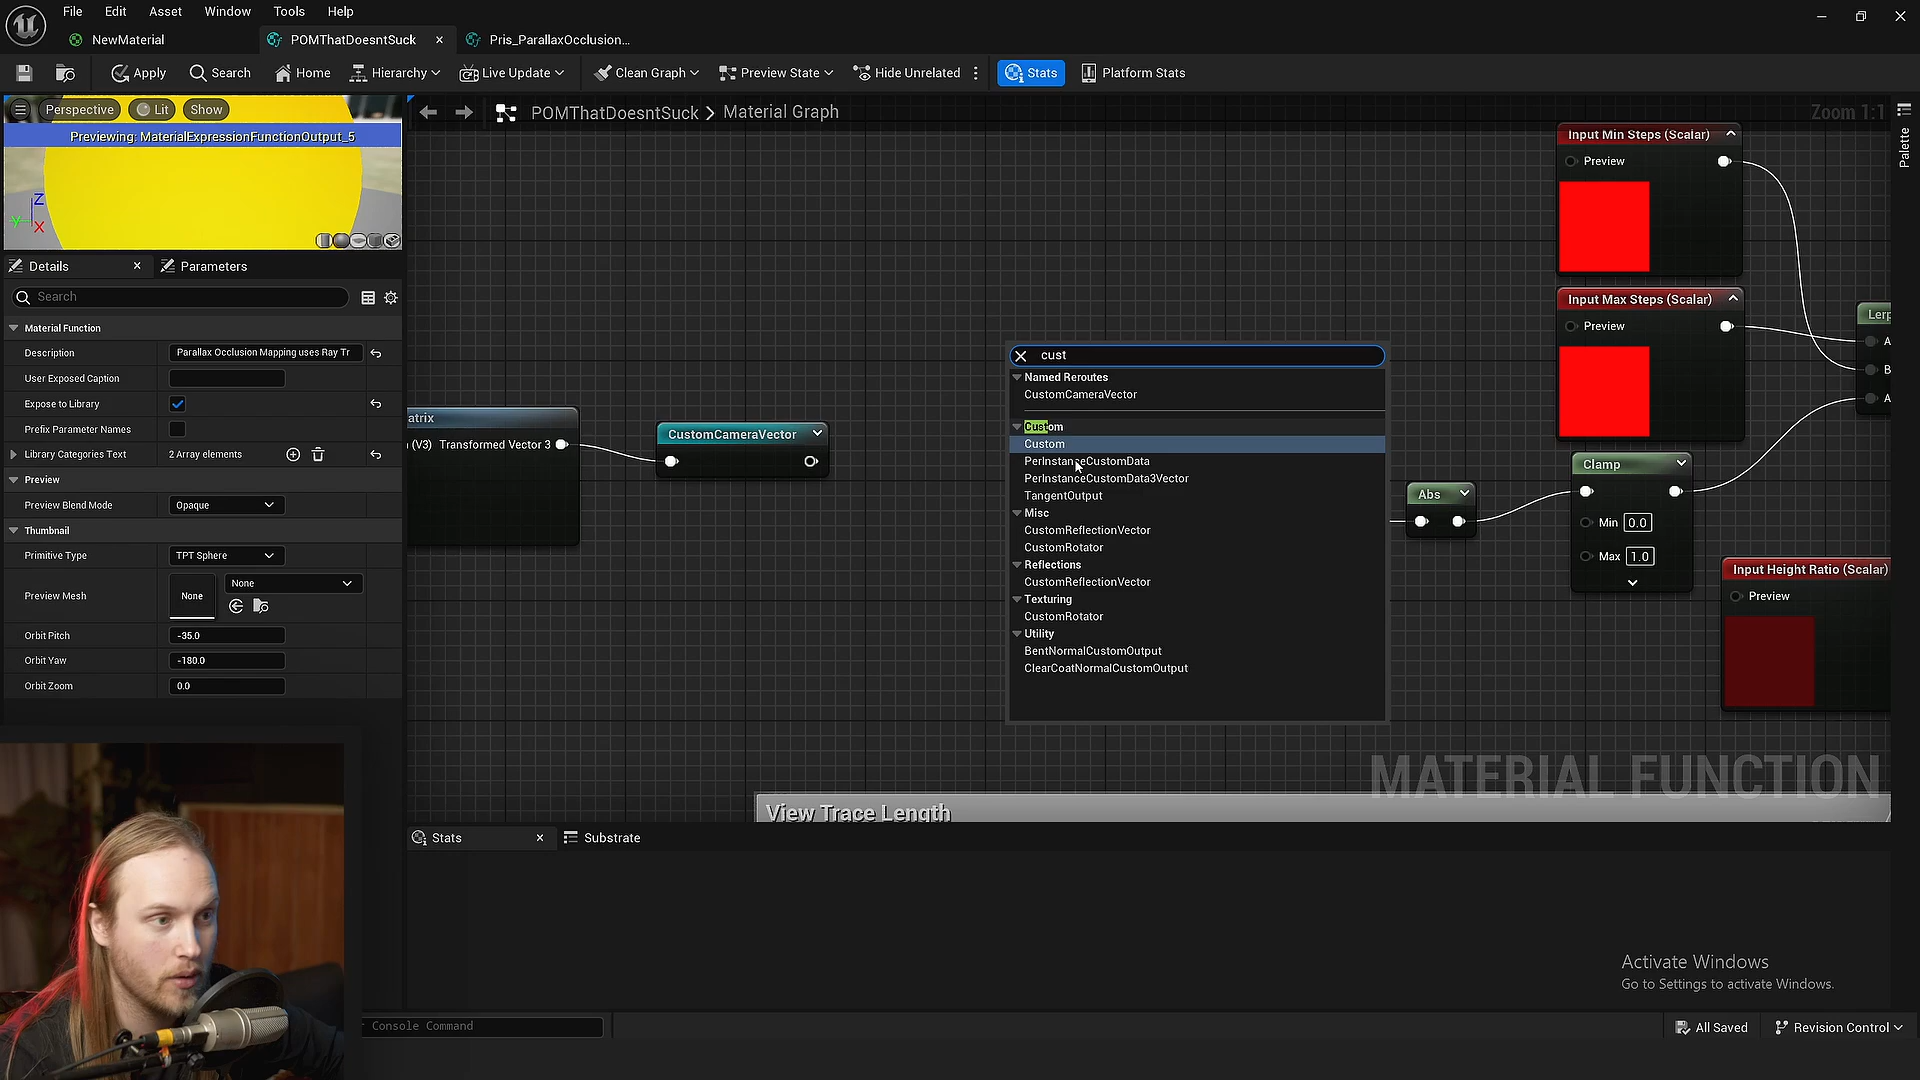 File Edit Asset Window Tools Help
NewMaterial POMThatDoesntSuck Pris_ParallaxOcclusion...
Apply Search Home Hierarchy Live Update Clean Graph Preview State Hide Unrelated Stats Platform Stats
Perspective Lit Show
Previewing: MaterialExpressionFunctionOutput_5
Z
Y
X
POMThatDoesntSuck > Material Graph
Zoom 1:1
Palette
Details Parameters
Search
Material Function
Description Parallax Occlusion Mapping uses Ray Tr
User Exposed Caption
Expose to Library
Prefix Parameter Names
Library Categories Text 2 Array elements
Preview
Preview Blend Mode Opaque
Thumbnail
Primitive Type TPT Sphere
Preview Mesh None None
Orbit Pitch -35.0
Orbit Yaw -180.0
Orbit Zoom 0.0
atrix
(V3) Transformed Vector 3
CustomCameraVector
cust
Named Reroutes
CustomCameraVector
Custom
Custom
PerInstanceCustomData
PerInstanceCustomData3Vector
TangentOutput
Misc
CustomReflectionVector
CustomRotator
Reflections
CustomReflectionVector
Texturing
CustomRotator
Utility
BentNormalCustomOutput
ClearCoatNormalCustomOutput
Input Min Steps (Scalar)
Preview
Input Max Steps (Scalar)
Preview
Lerp
A
B
A
Abs
Clamp
Min 0.0
Max 1.0
Input Height Ratio (Scalar)
Preview
MATERIAL FUNCTION
View Trace Length
Stats Substrate
Activate Windows
Go to Settings to activate Windows.
Console Command
All Saved Revision Control